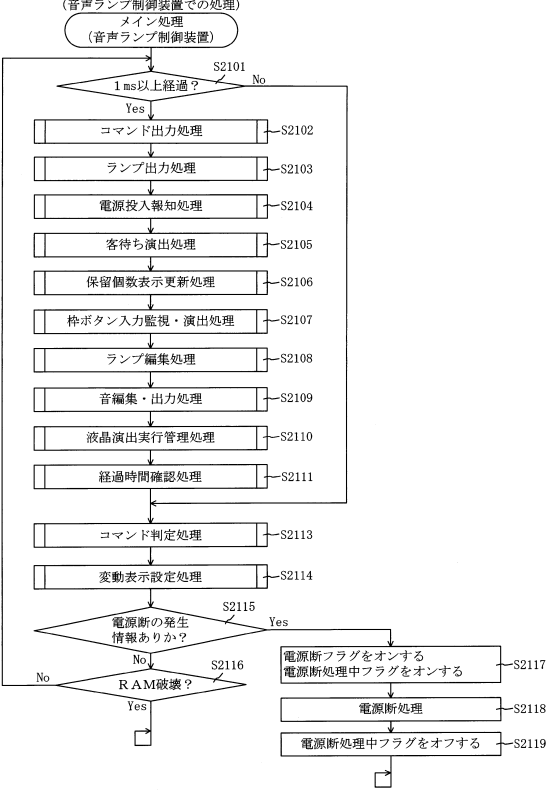 (音声ランプ制御装置での処理)
メイン処理
(音声ランプ制御装置)
S2101
1ms以上経過?
No
Yes
コマンド出力処理 S2102
ランプ出力処理 S2103
電源投入報知処理 S2104
客待ち演出処理 S2105
保留個数表示更新処理 S2106
枠ボタン入力監視・演出処理 S2107
ランプ編集処理 S2108
音編集・出力処理 S2109
液晶演出実行管理処理 S2110
経過時間確認処理 S2111
コマンド判定処理 S2113
変動表示設定処理 S2114
S2115
電源断の発生
情報ありか?
Yes
No
S2116
RAM破壊?
No
Yes
電源断フラグをオンする
電源断処理中フラグをオンする
S2117
電源断処理 S2118
電源断処理中フラグをオフする S2119